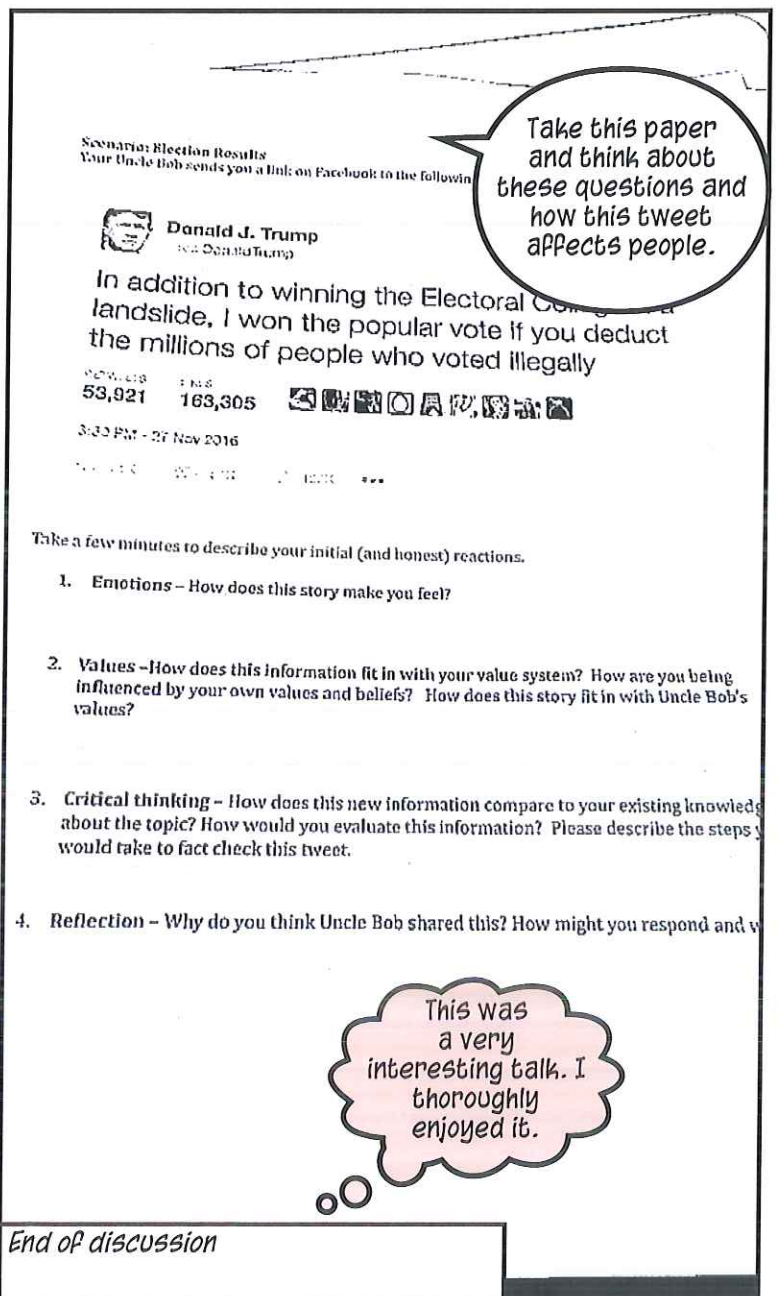 Take this paper
and think about
these questions and
how this tweet
affects people.
Scenario: Election Results
Your Uncle Bob sends you a link on Facebook to the followin
Donald J. Trump
In addition to winning the Electoral
landslide, I won the popular vote if you deduct
the millions of people who voted illegally
53,921 163,305
3:30 PM - 27 Nov 2016
Take a few minutes to describe your initial (and honest) reactions.
1. Emotions – How does this story make you feel?
2. Values –How does this information fit in with your value system? How are you being
influenced by your own values and beliefs? How does this story fit in with Uncle Bob's
values?
3. Critical thinking – How does this new information compare to your existing knowledg
about the topic? How would you evaluate this information? Please describe the steps y
would take to fact check this tweet.
4. Reflection – Why do you think Uncle Bob shared this? How might you respond and w
This was
a very
interesting talk. I
thoroughly
enjoyed it.
End of discussion